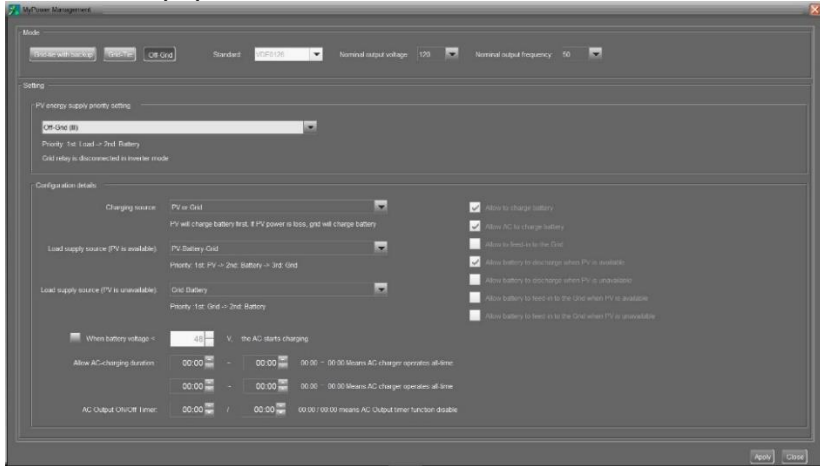 MyPower Management
Mode
Grid-tie with Backup Grid-Tie Off-Grid Standard: Nominal output voltage: 120 Nominal output frequency: 50
Setting
PV energy supply priority setting
Off-Grid (III)
Priority: 1st: Load -> 2nd: Battery
Grid relay is disconnected in inverter mode
Configuration details
Charging source: PV or Grid
PV will charge battery first. If PV power is loss, grid will charge battery
Load supply source (PV is available): PV-Battery-Grid
Priority: 1st: PV -> 2nd: Battery -> 3rd: Grid
Load supply source (PV is unavailable): Grid-Battery
Priority: 1st: Grid -> 2nd: Battery
Allow to charge battery
Allow AC to charge battery
Allow to feed-in to the Grid
Allow battery to discharge when PV is available
Allow battery to discharge when PV is unavailable
Allow battery to feed-in to the Grid when PV is available
Allow battery to feed-in to the Grid when PV is unavailable
When battery voltage < 48 V, the AC starts charging
Allow AC-charging duration: 00:00 - 00:00 00:00 ~ 00:00 Means AC charger operates all-time
00:00 - 00:00 00:00 ~ 00:00 Means AC charger operates all-time
AC Output ON/Off Timer: 00:00 / 00:00 00:00 / 00:00 means AC Output timer function disable
Apply Close